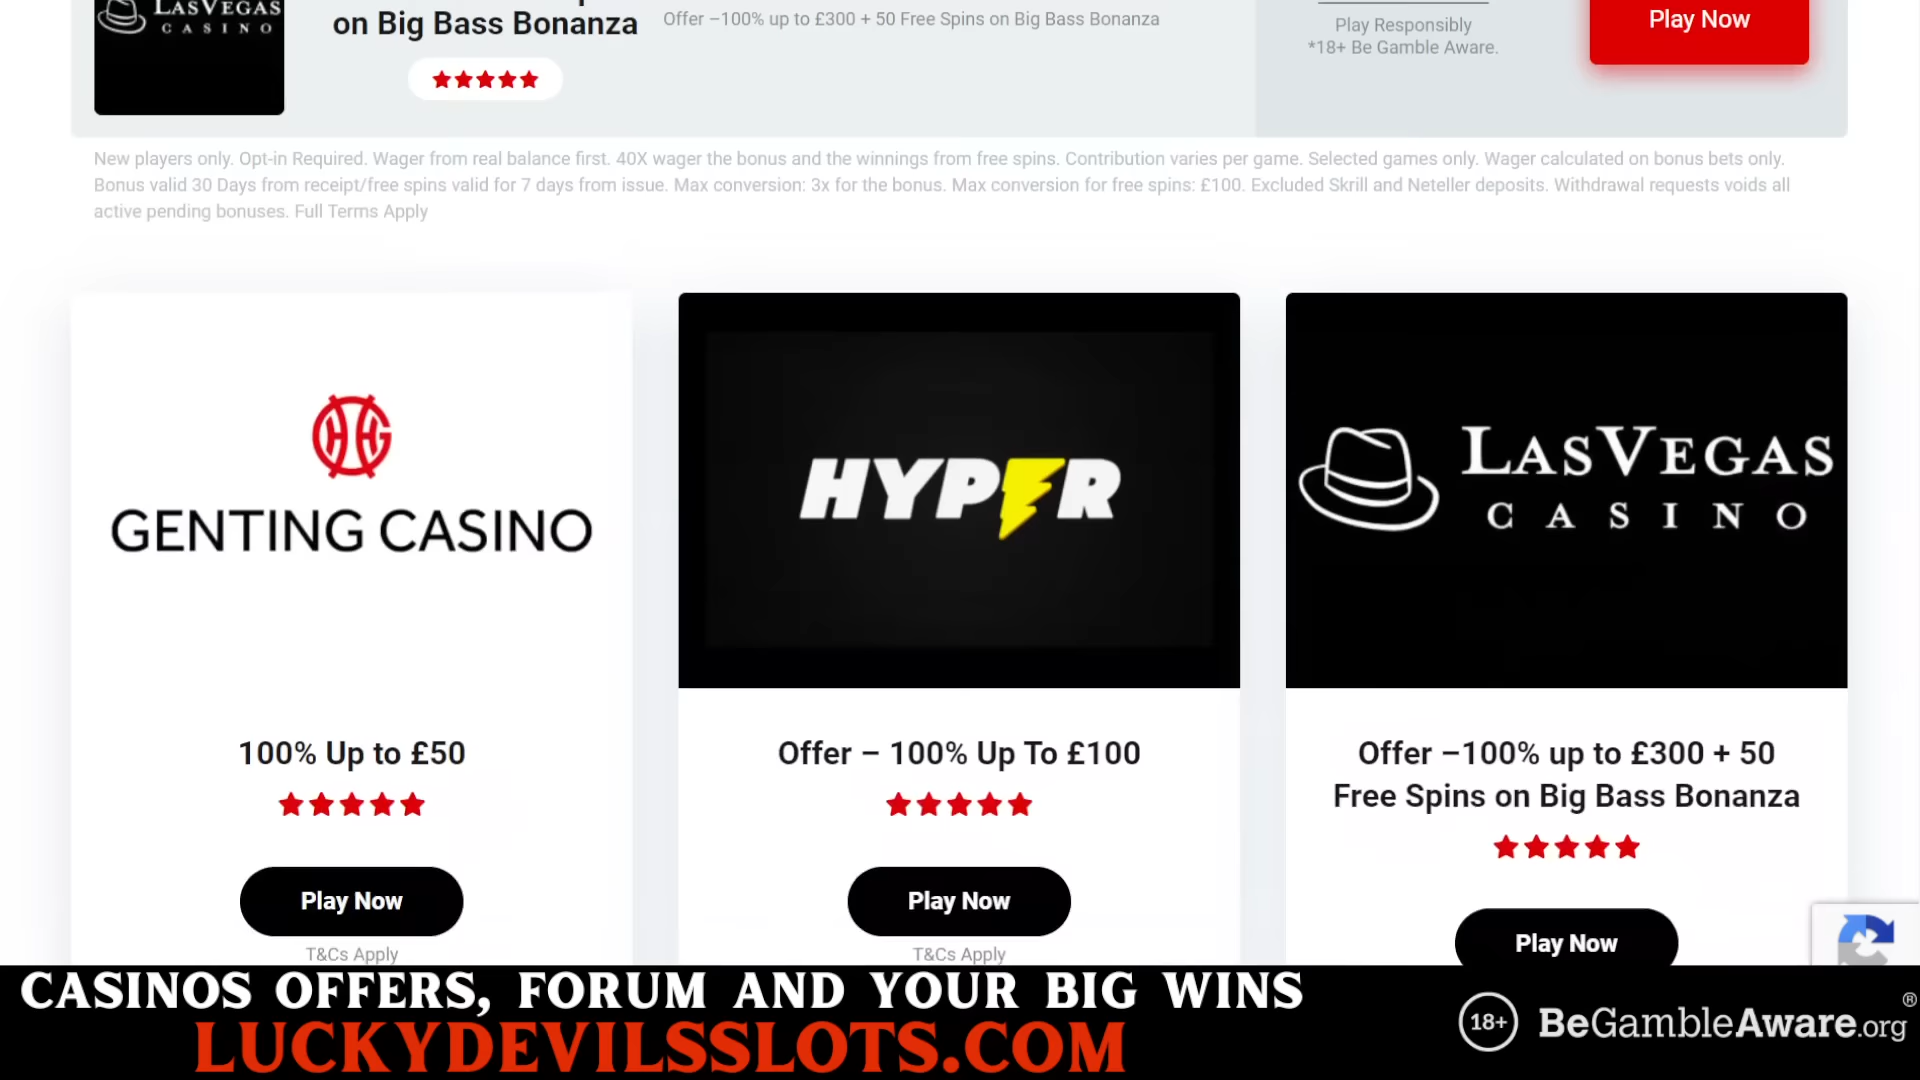 LASVEGAS
CASINO
on Big Bass Bonanza
Offer –100% up to £300 + 50 Free Spins on Big Bass Bonanza
Play Responsibly
*18+ Be Gamble Aware.
Play Now
New players only. Opt-in Required. Wager from real balance first. 40X wager the bonus and the winnings from free spins. Contribution varies per game. Selected games only. Wager calculated on bonus bets only.
Bonus valid 30 Days from receipt/free spins valid for 7 days from issue. Max conversion: 3x for the bonus. Max conversion for free spins: £100. Excluded Skrill and Neteller deposits. Withdrawal requests voids all
active pending bonuses. Full Terms Apply
GENTING CASINO
100% Up to £50
Play Now
T&Cs Apply
HYPER
Offer – 100% Up To £100
Play Now
T&Cs Apply
LASVEGAS
CASINO
Offer –100% up to £300 + 50
Free Spins on Big Bass Bonanza
Play Now
CASINOS OFFERS, FORUM AND YOUR BIG WINS
LUCKYDEVILSSLOTS.COM
18+ BeGambleAware.org®